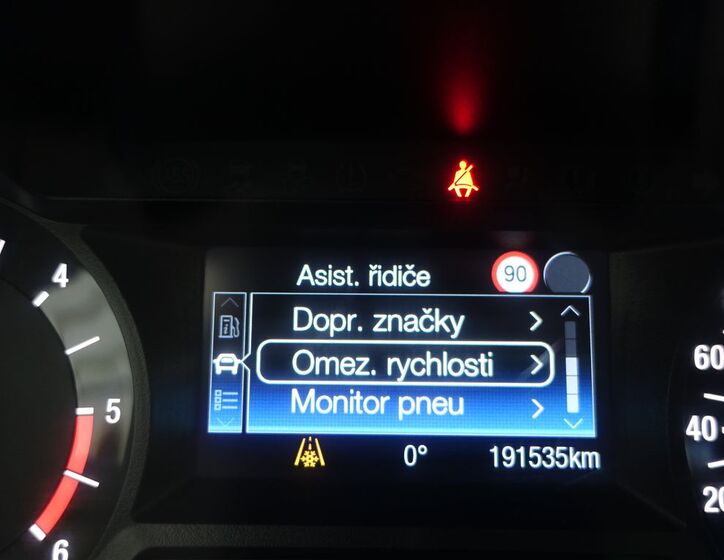 Asist. řidiče 90
Dopr. značky
Omez. rychlosti
Monitor pneu
0° 191535km
4
5
6
60
40
20